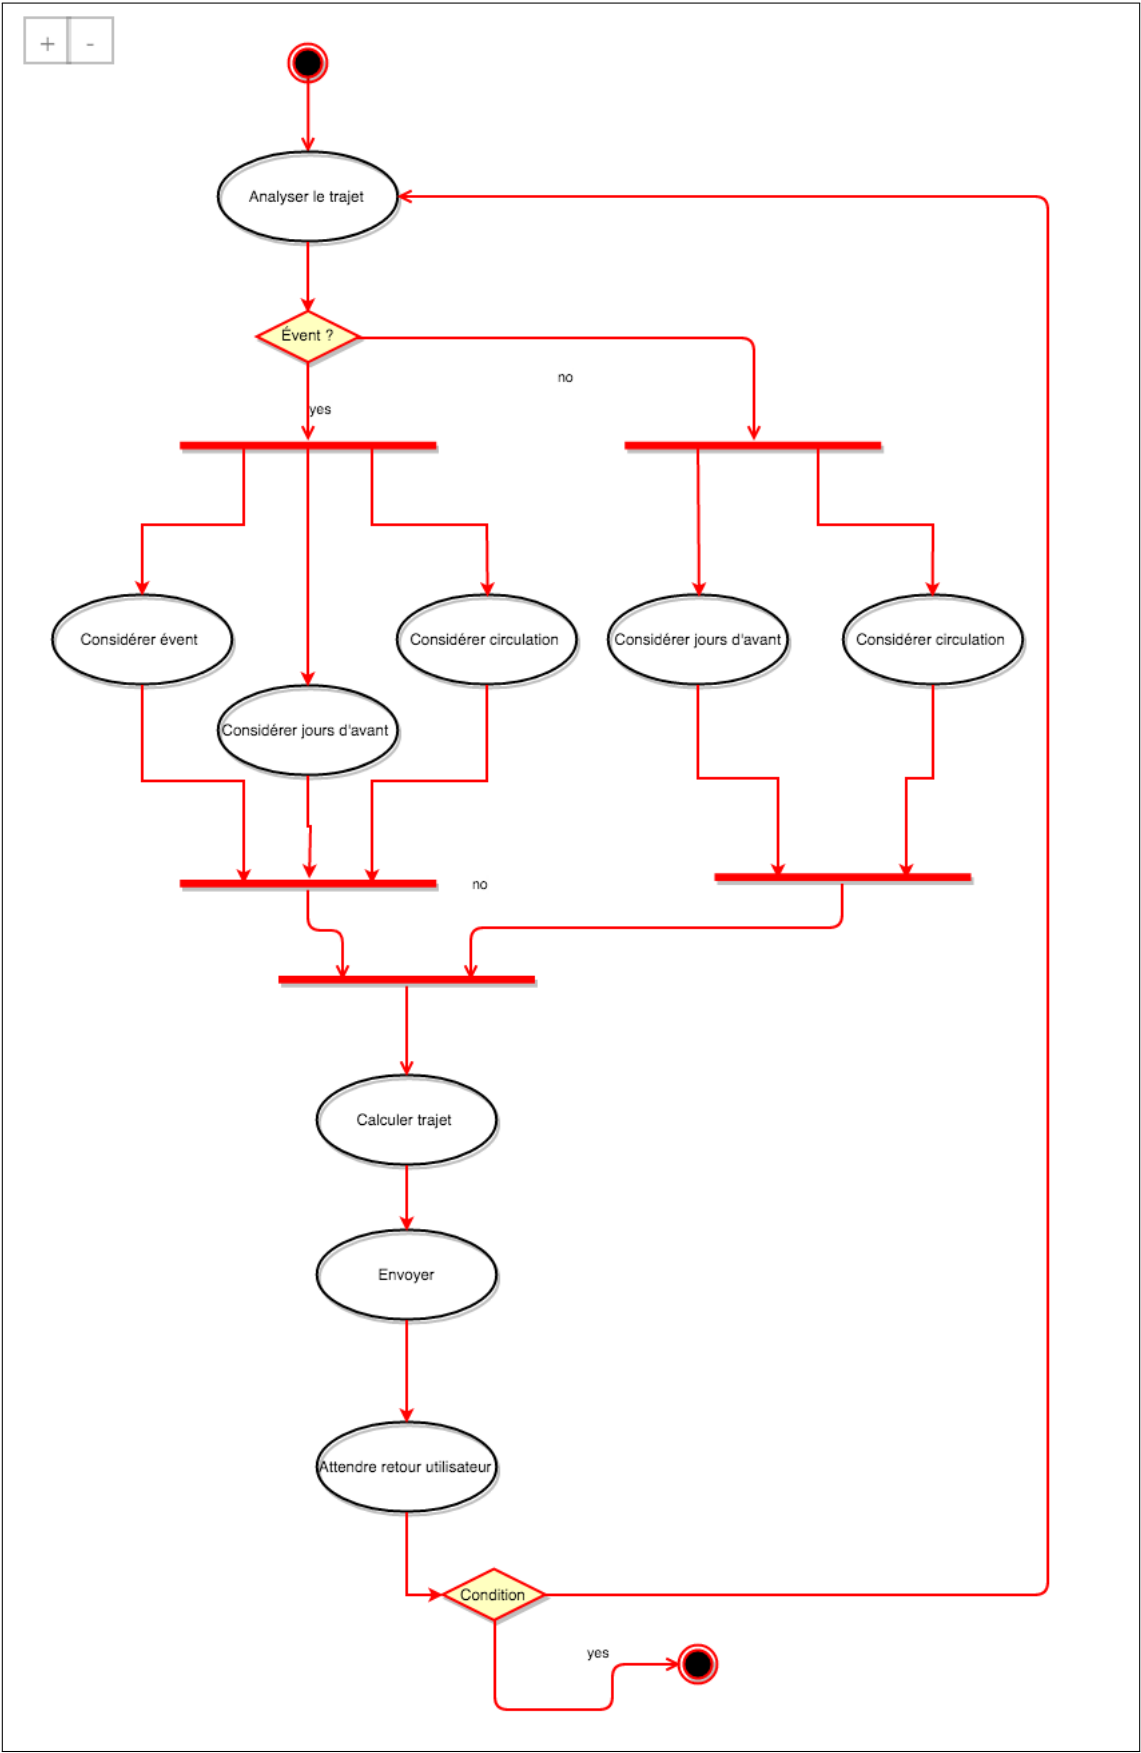 + -
Analyser le trajet
Évent ?
no
yes
Considérer évent
Considérer circulation
Considérer jours d'avant
Considérer circulation
Considérer jours d'avant
no
Calculer trajet
Envoyer
Attendre retour utilisateur
Condition
yes